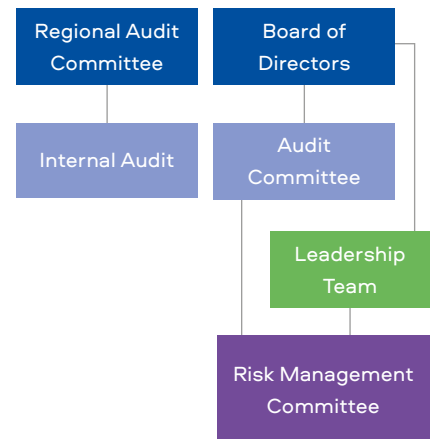 Regional Audit
Committee
Board of
Directors
Internal Audit
Audit
Committee
Leadership
Team
Risk Management
Committee